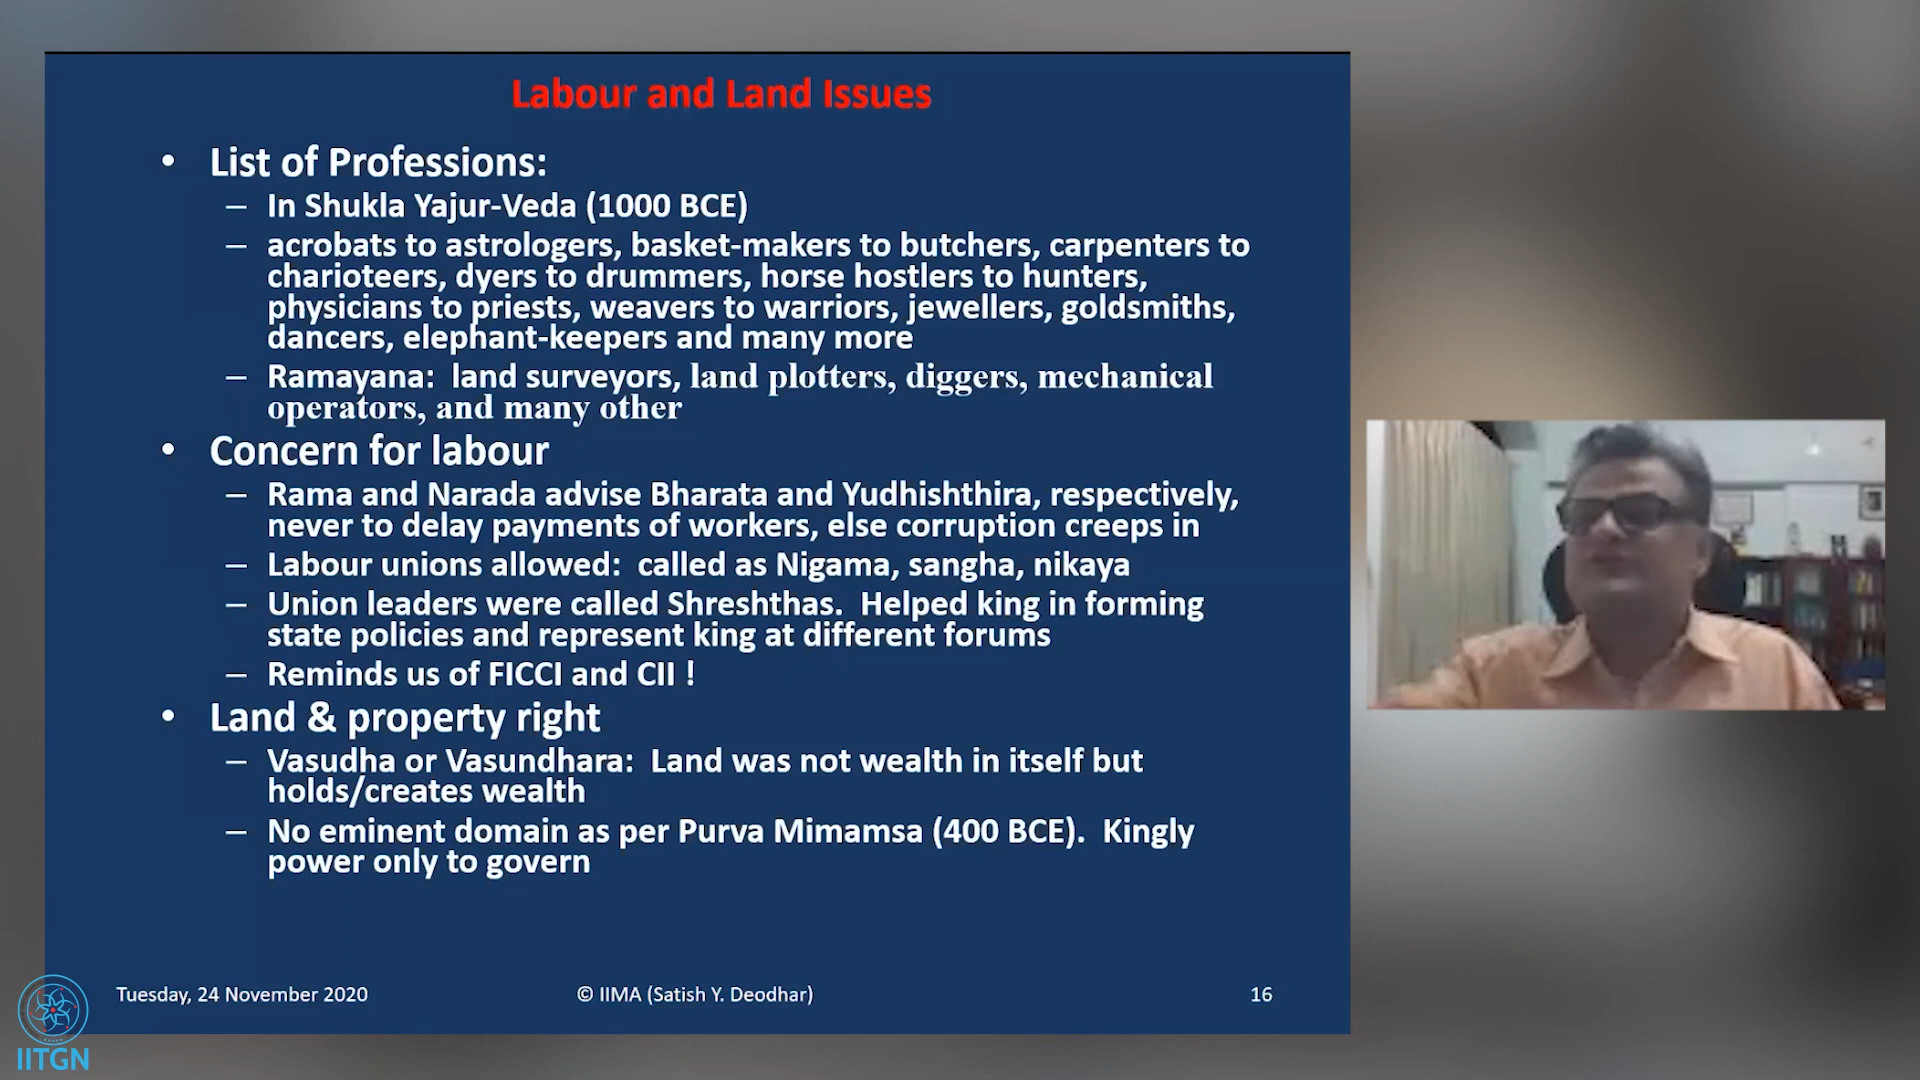 Labour and Land Issues
• List of Professions:
– In Shukla Yajur-Veda (1000 BCE)
– acrobats to astrologers, basket-makers to butchers, carpenters to
charioteers, dyers to drummers, horse hostlers to hunters,
physicians to priests, weavers to warriors, jewellers, goldsmiths,
dancers, elephant-keepers and many more
– Ramayana: land surveyors, land plotters, diggers, mechanical
operators, and many other
• Concern for labour
– Rama and Narada advise Bharata and Yudhishthira, respectively,
never to delay payments of workers, else corruption creeps in
– Labour unions allowed: called as Nigama, sangha, nikaya
– Union leaders were called Shreshthas. Helped king in forming
state policies and represent king at different forums
– Reminds us of FICCI and CII !
• Land & property right
– Vasudha or Vasundhara: Land was not wealth in itself but
holds/creates wealth
– No eminent domain as per Purva Mimamsa (400 BCE). Kingly
power only to govern
Tuesday, 24 November 2020
© IIMA (Satish Y. Deodhar)
16
IITGN